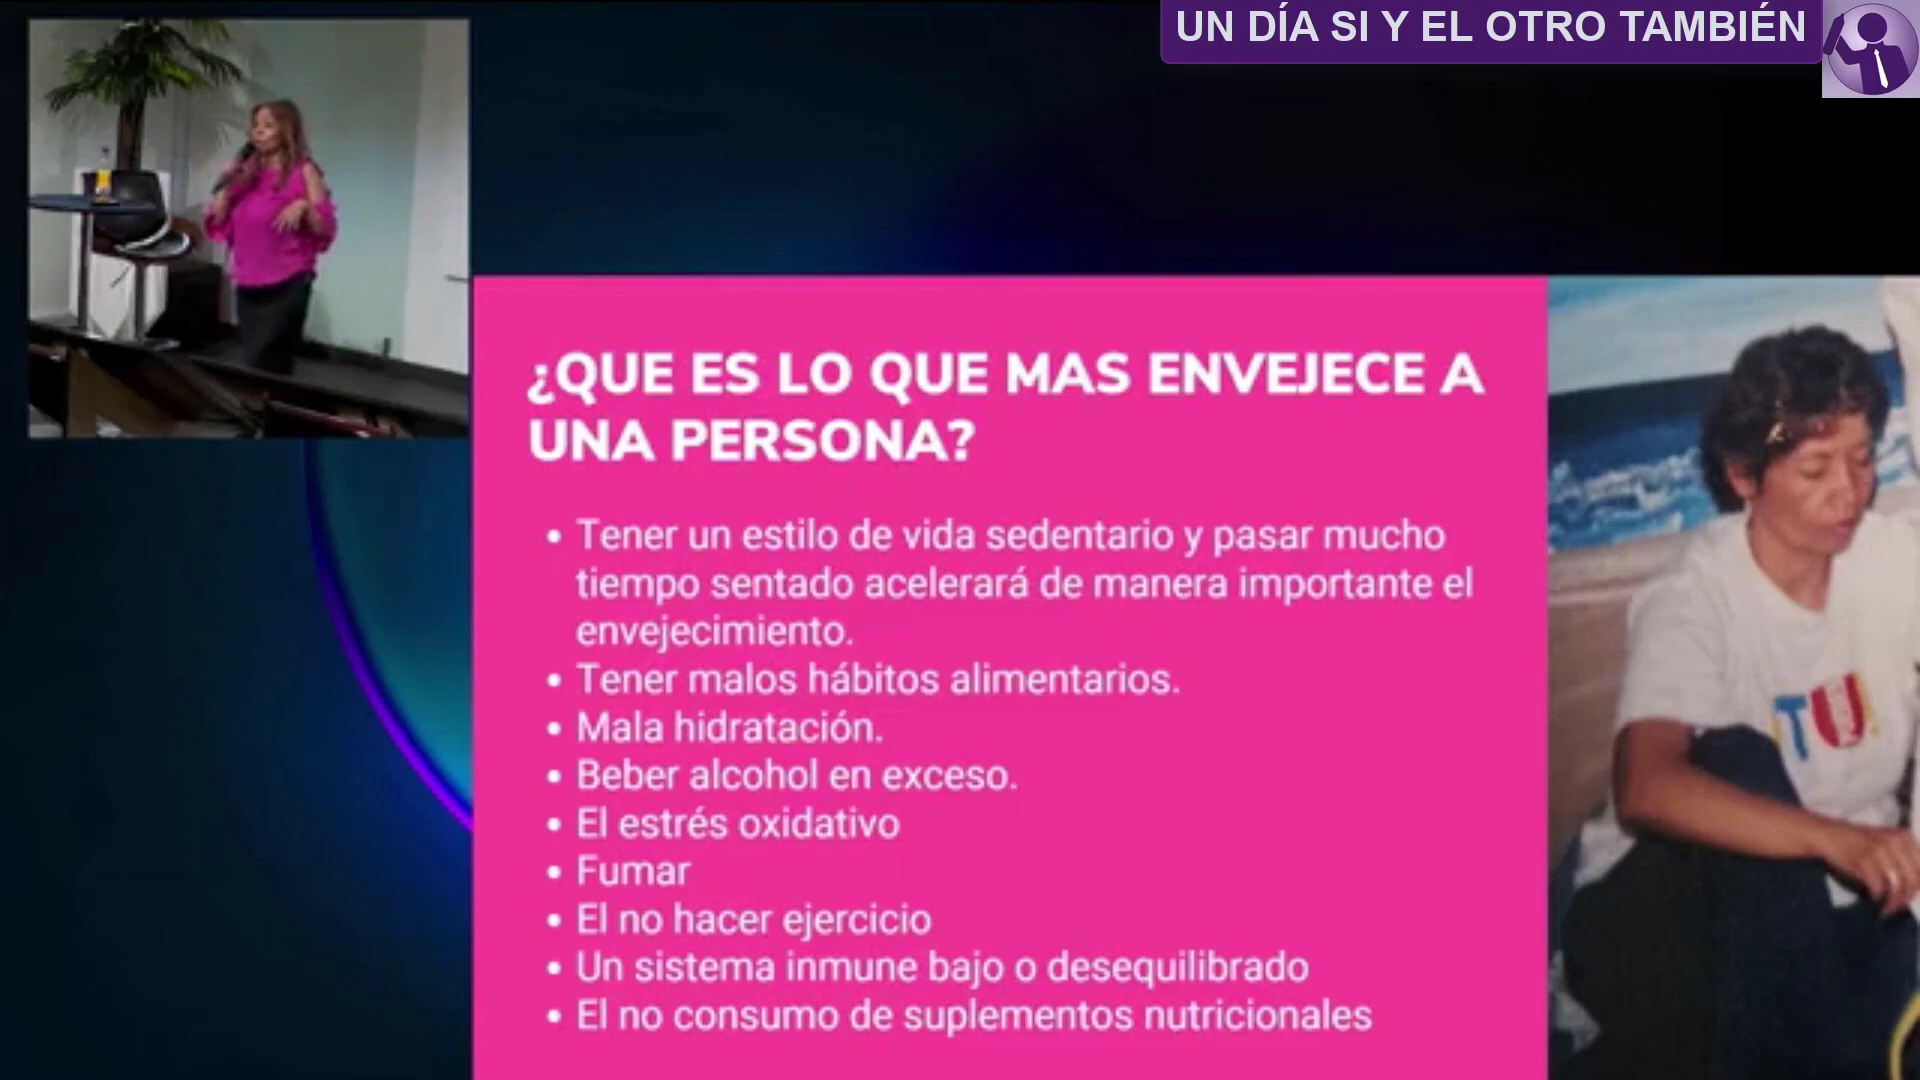 UN DÍA SI Y EL OTRO TAMBIÉN
¿QUE ES LO QUE MAS ENVEJECE A
UNA PERSONA?
• Tener un estilo de vida sedentario y pasar mucho
tiempo sentado acelerará de manera importante el
envejecimiento.
• Tener malos hábitos alimentarios.
• Mala hidratación.
• Beber alcohol en exceso.
• El estrés oxidativo
• Fumar
• El no hacer ejercicio
• Un sistema inmune bajo o desequilibrado
• El no consumo de suplementos nutricionales
TU